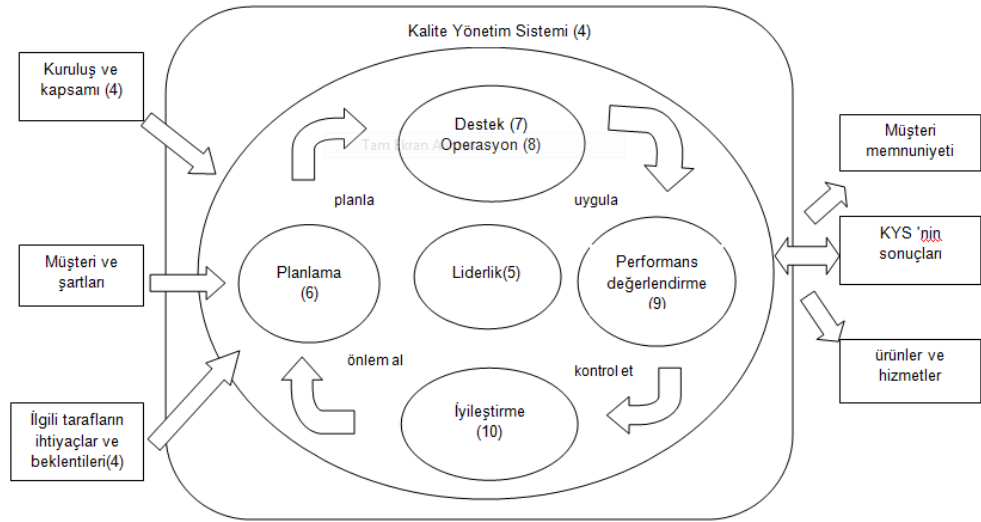 Kalite Yönetim Sistemi (4)
Kuruluş ve
kapsamı (4)
Müşteri ve
şartları
İlgili tarafların
ihtiyaçlar ve
beklentileri(4)
Destek (7)
Operasyon (8)
Tam Ekran A
planla
uygula
Planlama
(6)
Liderlik(5)
Performans
değerlendirme
(9)
önlem al
kontrol et
İyileştirme
(10)
Müşteri
memnuniyeti
KYS 'nin
sonuçları
ürünler ve
hizmetler